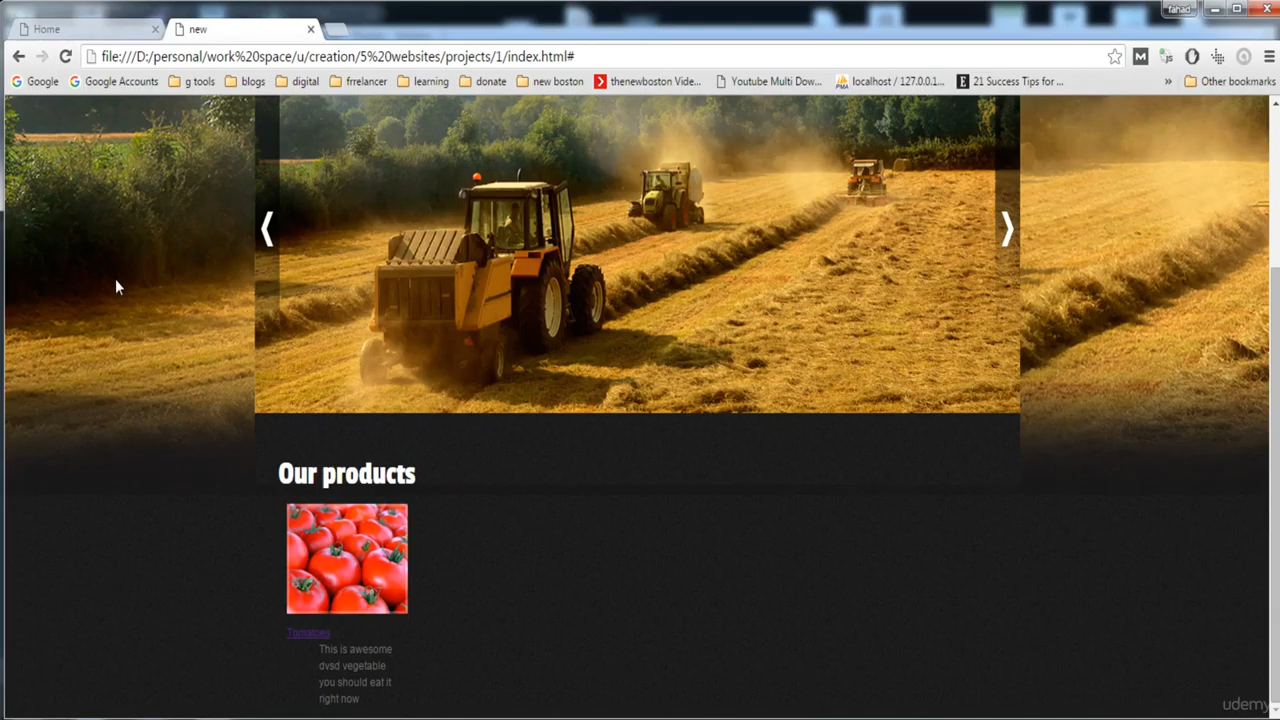 fahad
Home
new
file:///D:/personal/work%20space/u/creation/5%20websites/projects/1/index.html#
Google
Google Accounts
g tools
blogs
digital
frrelancer
learning
donate
new boston
thenewboston Vide...
Youtube Multi Dow...
localhost / 127.0.0.1...
21 Success Tips for ...
»
Other bookmarks
Our products
Tomatoes
This is awesome
dvsd vegetable
you should eat it
right now
udemy